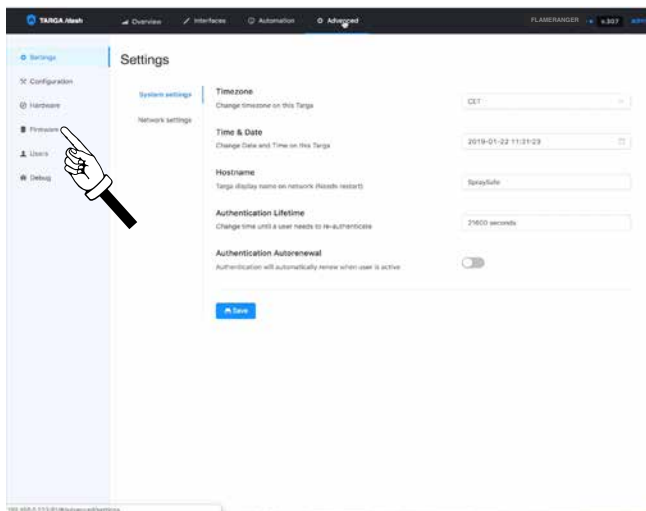 TARGA /dash
Overview
Interfaces
Automation
Advanced
FLAMERANGER
Settings
Configuration
Hardware
Firmware
Users
Debug
Settings
System settings
Network settings
Timezone
Change timezone on this Targa
CET
Time & Date
Change Date and Time on this Targa
2019-01-22 11:31:23
Hostname
Targa display name on network (Needs restart)
SpraySafe
Authentication Lifetime
Change time until a user needs to re-authenticate
21600 seconds
Authentication Autorenewal
Authentication will automatically renew when user is active
Save